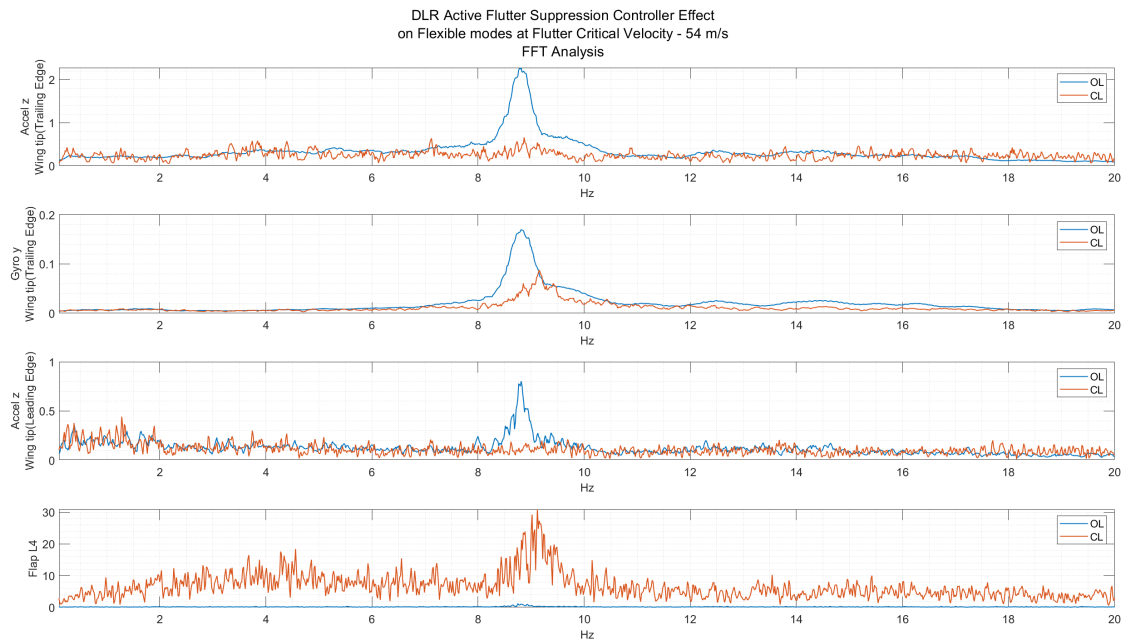 DLR Active Flutter Suppression Controller Effect
on Flexible modes at Flutter Critical Velocity - 54 m/s
FFT Analysis
Accel z
Wing tip(Trailing Edge)
2
1
0
OL
CL
2 4 6 8 10 12 14 16 18 20
Hz
Gyro y
Wing tip(Trailing Edge)
0.2
0.1
0
OL
CL
2 4 6 8 10 12 14 16 18 20
Hz
Accel z
Wing tip(Leading Edge)
1
0.5
0
OL
CL
2 4 6 8 10 12 14 16 18 20
Hz
Flap L4
30
20
10
0
OL
CL
2 4 6 8 10 12 14 16 18 20
Hz